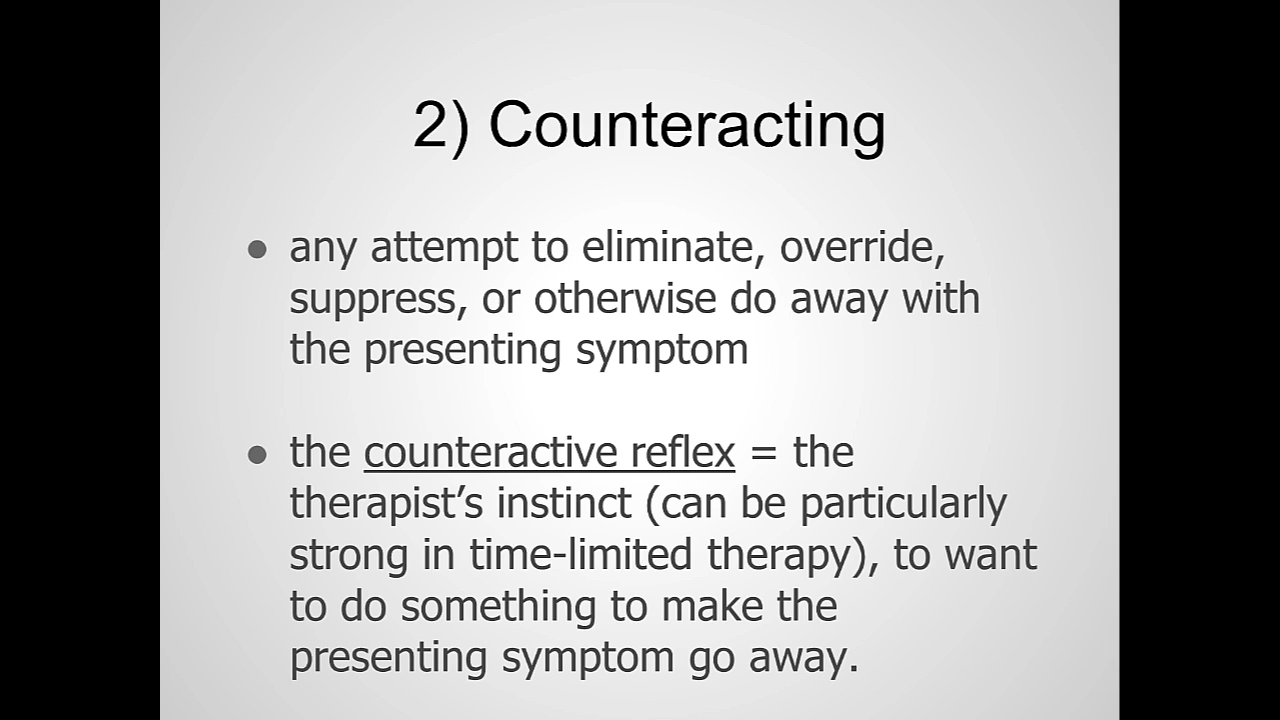 2) Counteracting
● any attempt to eliminate, override,
suppress, or otherwise do away with
the presenting symptom
● the counteractive reflex = the
therapist’s instinct (can be particularly
strong in time-limited therapy), to want
to do something to make the
presenting symptom go away.